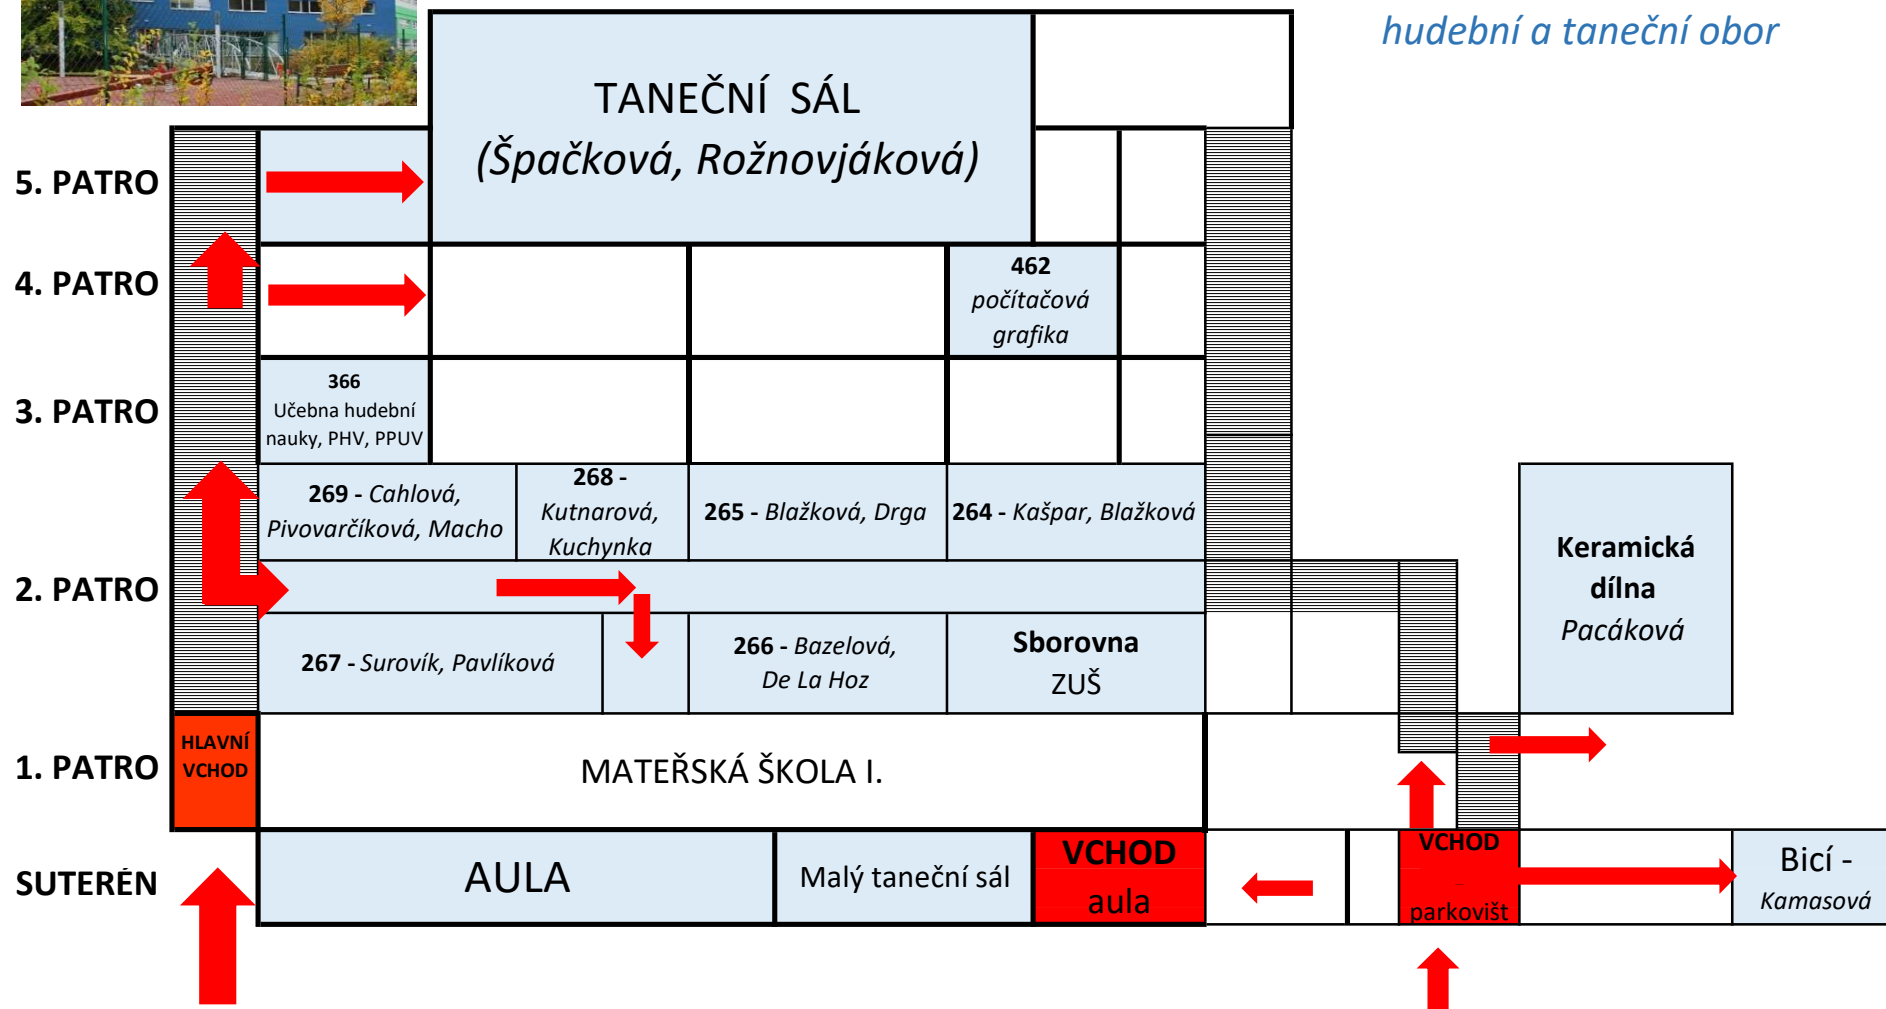 hudební a taneční obor
TANEČNÍ SÁL
(Špačková, Rožnovjáková)
5. PATRO
4. PATRO
462
počítačová
grafika
3. PATRO
366
Učebna hudební
nauky, PHV, PPUV
269 - Cahlová,
Pivovarčíková, Macho
268 -
Kutnarová,
Kuchynka
265 - Blažková, Drga
264 - Kašpar, Blažková
Keramická
dílna
Pacáková
2. PATRO
267 - Surovík, Pavlíková
266 - Bazelová,
De La Hoz
Sborovna
ZUŠ
1. PATRO
HLAVNÍ
VCHOD
MATEŘSKÁ ŠKOLA I.
SUTERÉN
AULA
Malý taneční sál
VCHOD
aula
VCHOD
–
parkovišt
Bicí -
Kamasová